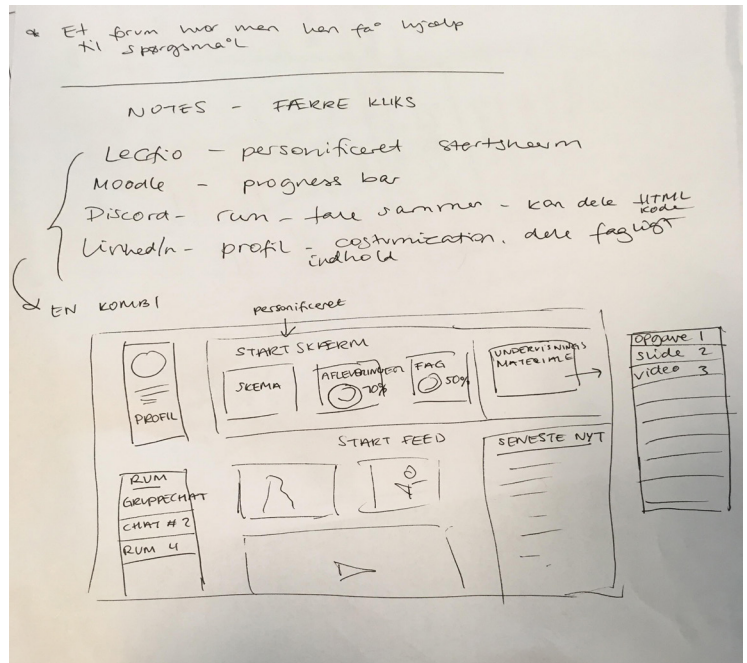 * Et forum hvor man kan få hjælp
til spørgsmål
NOTES - FÆRRE KLIKS
Lectio - personificeret startskærm
Moodle - progress bar
Discord - rum - tale sammen - kan dele HTML
kode
LinkedIn - profil - costumization. dele fagligt
indhold
EN KOMBI
personificeret
START SKÆRM
PROFIL
SKEMA
AFLEVERINGER
70%
FAG
50%
UNDERVISNINGS
MATERIALE
opgave 1
slide 2
video 3
START FEED
SENESTE NYT
RUM
GRUPPECHAT
CHAT # 2
RUM 4